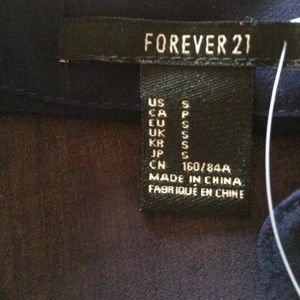 FOREVER 21
US S
CA P
EU S
UK S
KR S
JP S
CN 160/84A
MADE IN CHINA
FABRIQUÉ EN CHINE